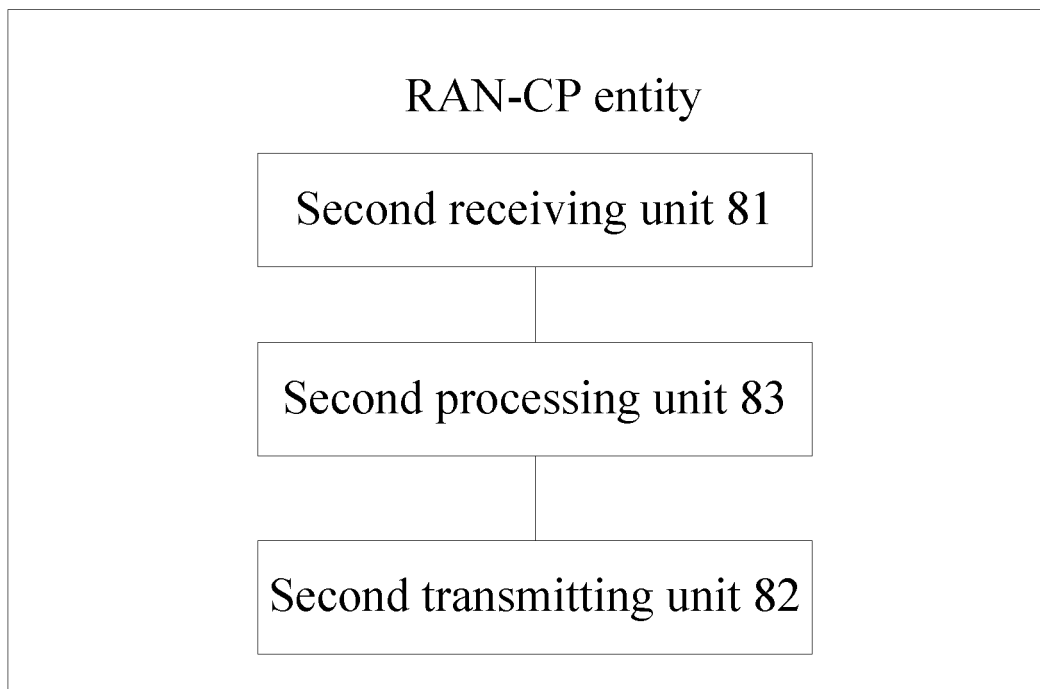 RAN-CP entity
Second receiving unit 81
Second processing unit 83
Second transmitting unit 82